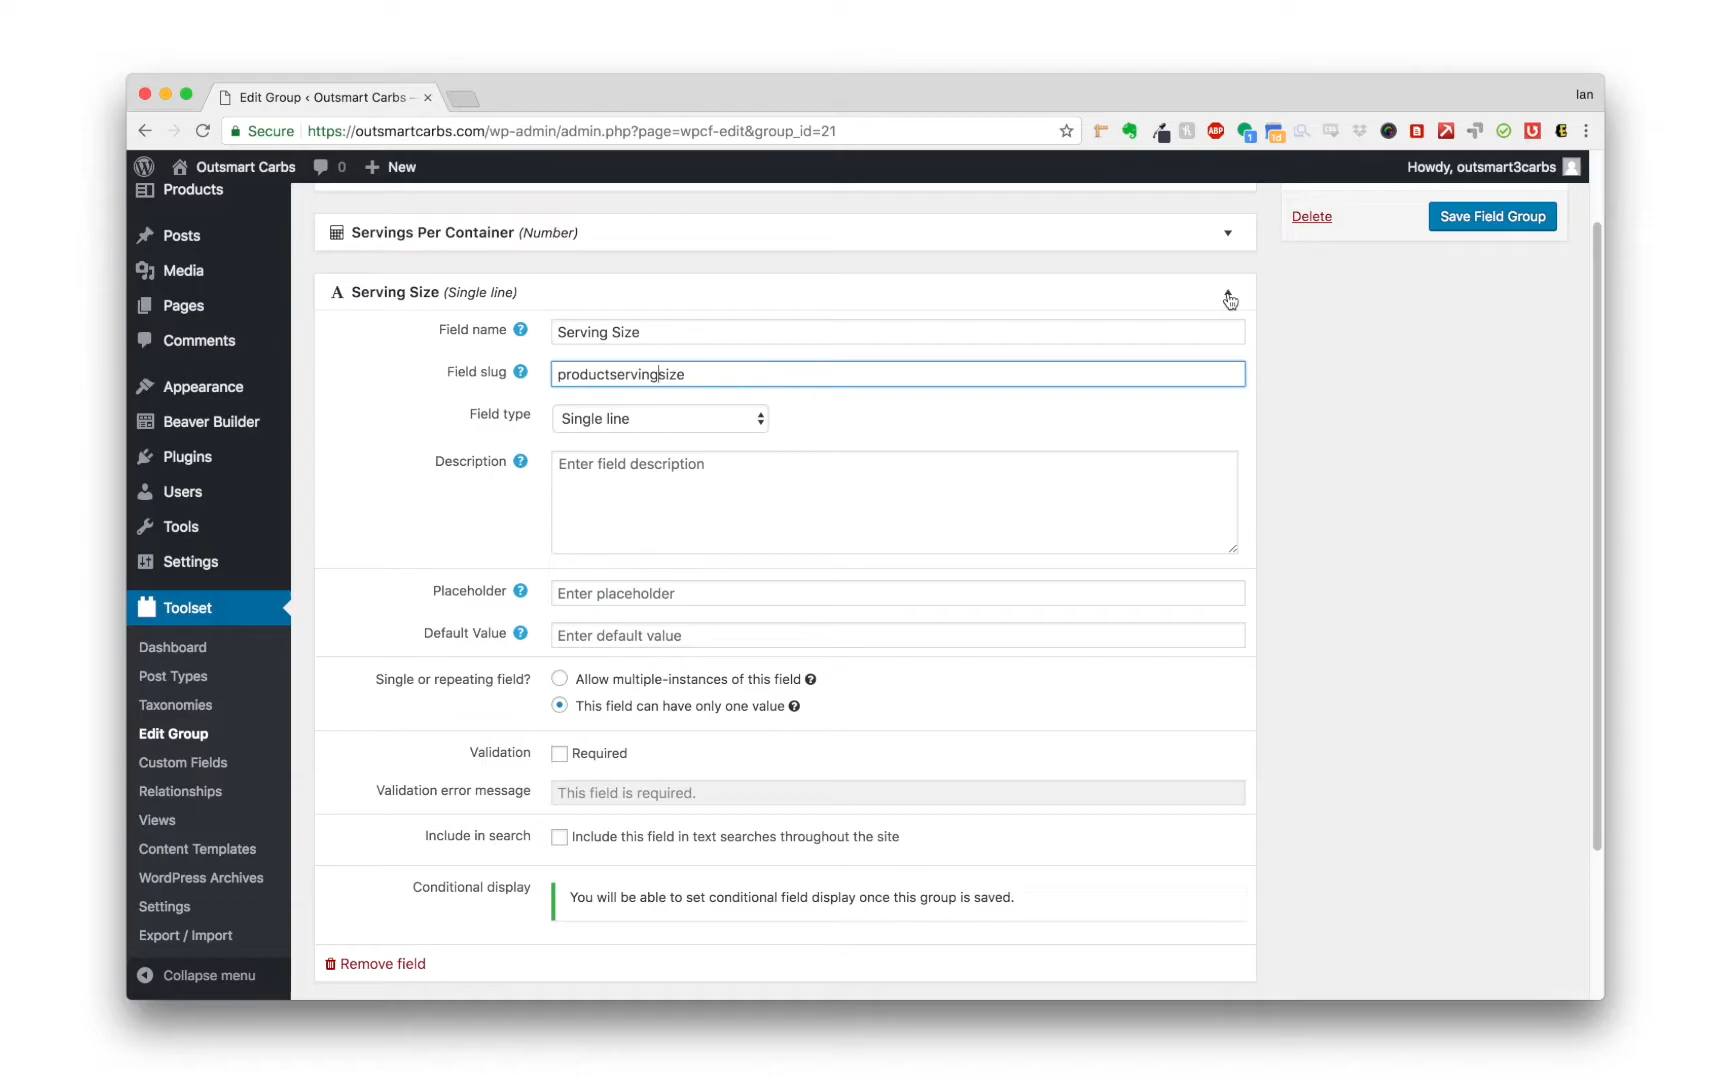 Edit Group ‹ Outsmart Carbs –
Ian
Secure
https://outsmartcarbs.com/wp-admin/admin.php?page=wpcf-edit&group_id=21
ABP
1
1d
Outsmart Carbs
0
New
Howdy, outsmart3carbs
Products
Posts
Media
Pages
Comments
Appearance
Beaver Builder
Plugins
Users
Tools
Settings
Toolset
Dashboard
Post Types
Taxonomies
Edit Group
Custom Fields
Relationships
Views
Content Templates
WordPress Archives
Settings
Export / Import
Collapse menu
Servings Per Container (Number)
A Serving Size (Single line)
Field name
Serving Size
Field slug
productservingsize
Field type
Single line
Description
Enter field description
Placeholder
Enter placeholder
Default Value
Enter default value
Single or repeating field?
Allow multiple-instances of this field
This field can have only one value
Validation
Required
Validation error message
This field is required.
Include in search
Include this field in text searches throughout the site
Conditional display
You will be able to set conditional field display once this group is saved.
Remove field
Delete
Save Field Group